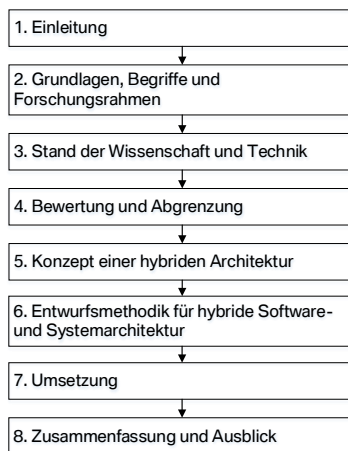 1. Einleitung
2. Grundlagen, Begriffe und
Forschungsrahmen
3. Stand der Wissenschaft und Technik
4. Bewertung und Abgrenzung
5. Konzept einer hybriden Architektur
6. Entwurfsmethodik für hybride Software-
und Systemarchitektur
7. Umsetzung
8. Zusammenfassung und Ausblick